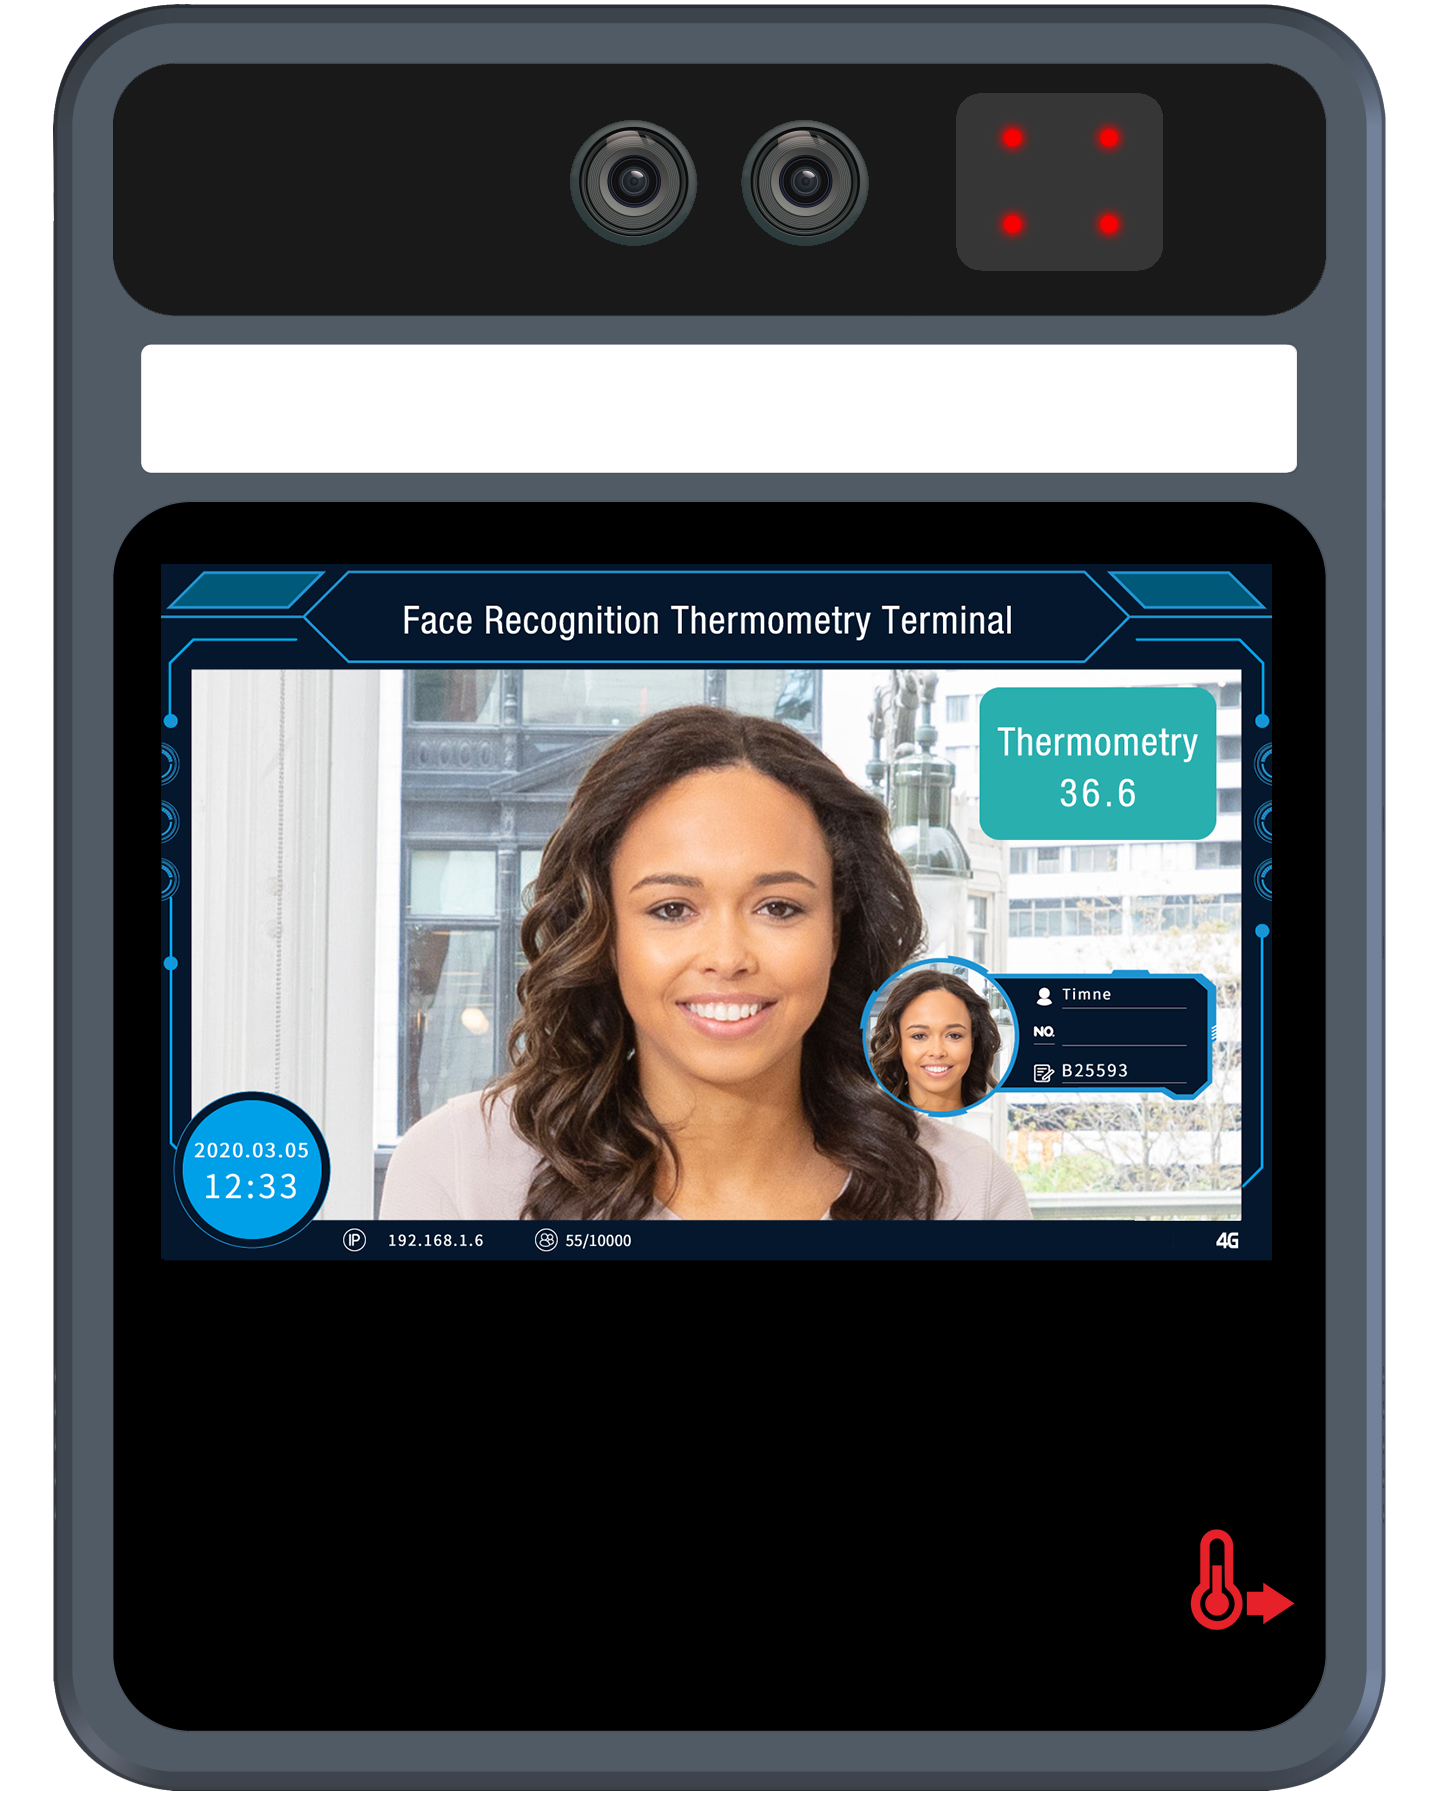 Face Recognition Thermometry Terminal
Thermometry
36.6
Timne
NO.
B25593
2020.03.05
12:33
IP 192.168.1.6 55/10000 4G